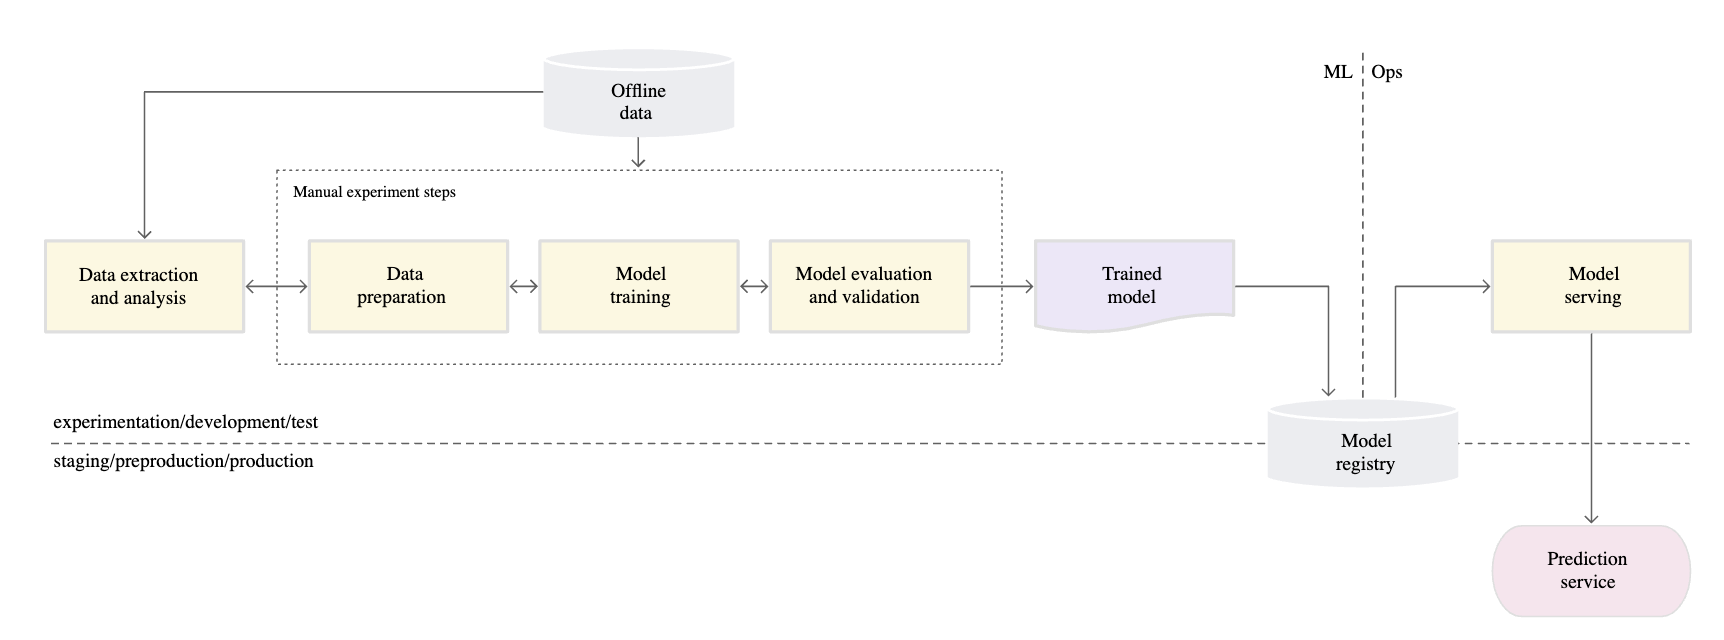 Offline
data
ML
Ops
Manual experiment steps
Data extraction
and analysis
Data
preparation
Model
training
Model evaluation
and validation
Trained
model
Model
serving
experimentation/development/test
staging/preproduction/production
Model
registry
Prediction
service